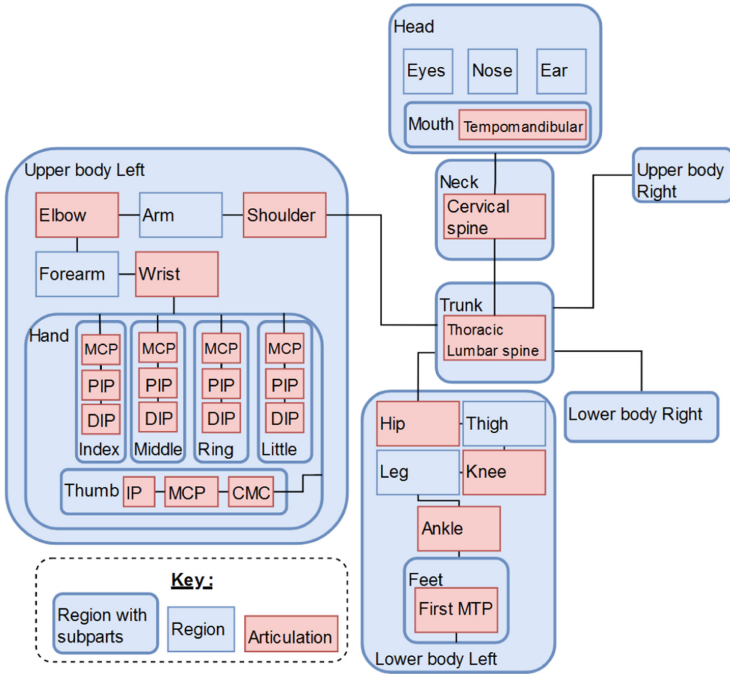 Head
Eyes
Nose
Ear
Mouth
Tempomandibular
Upper body Left
Neck
Upper body
Right
Elbow
Arm
Shoulder
Cervical
spine
Forearm
Wrist
Trunk
Thoracic
Lumbar spine
Hand
MCP
MCP
MCP
MCP
PIP
PIP
PIP
PIP
DIP
DIP
DIP
DIP
Index
Middle
Ring
Little
Hip
Thigh
Lower body Right
Leg
Knee
Thumb
IP
MCP
CMC
Ankle
Feet
First MTP
Lower body Left
Key :
Region with
subparts
Region
Articulation